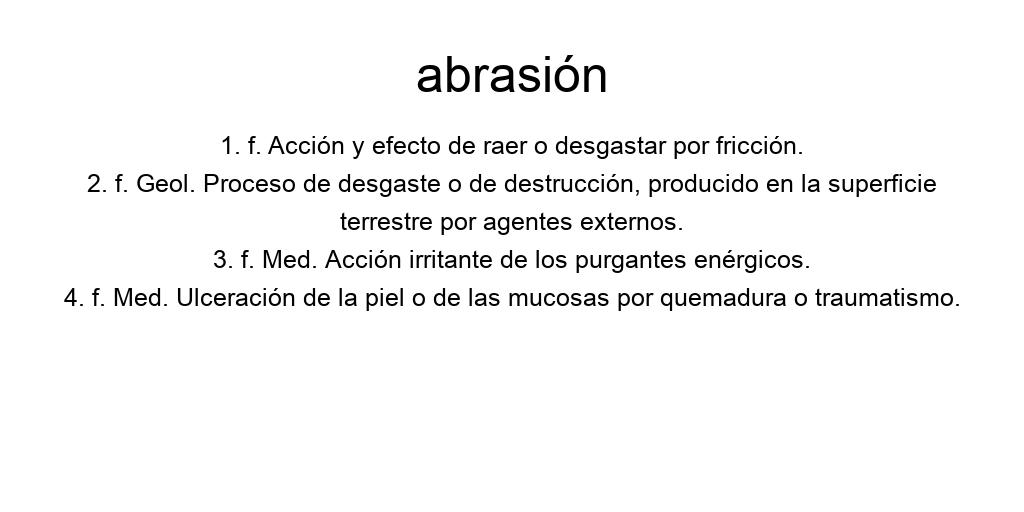 abrasión
1. f. Acción y efecto de raer o desgastar por fricción.
2. f. Geol. Proceso de desgaste o de destrucción, producido en la superficie
terrestre por agentes externos.
3. f. Med. Acción irritante de los purgantes enérgicos.
4. f. Med. Ulceración de la piel o de las mucosas por quemadura o traumatismo.